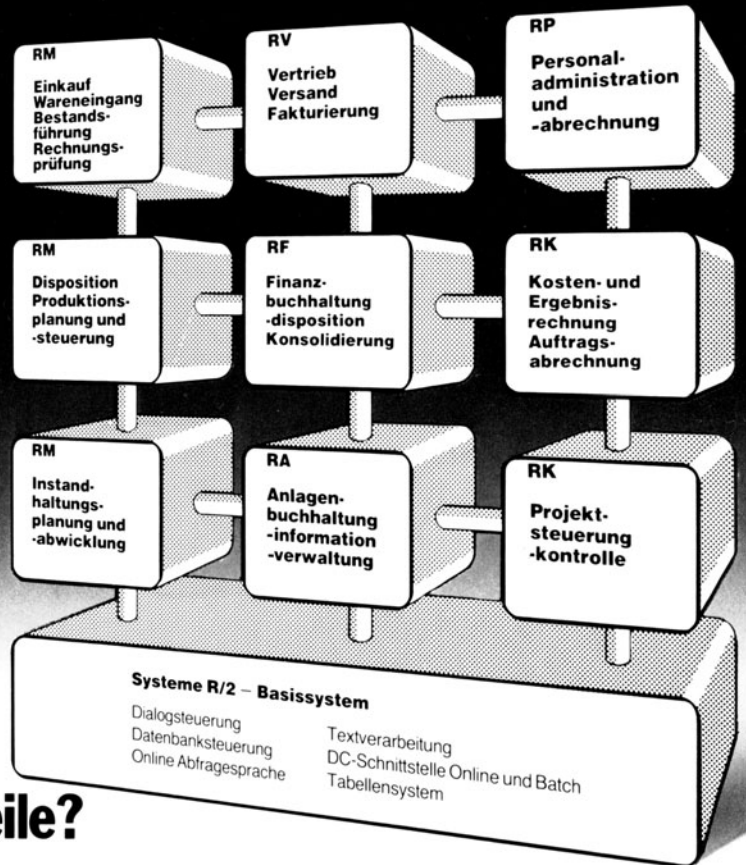 RM
Einkauf
Wareneingang
Bestands-
führung
Rechnungs-
prüfung
RV
Vertrieb
Versand
Fakturierung
RP
Personal-
administration
und
-abrechnung
RM
Disposition
Produktions-
planung und
-steuerung
RF
Finanz-
buchhaltung
-disposition
Konsolidierung
RK
Kosten- und
Ergebnis-
rechnung
Auftrags-
abrechnung
RM
Instand-
haltungs-
planung und
-abwicklung
RA
Anlagen-
buchhaltung
-information
-verwaltung
RK
Projekt-
steuerung
-kontrolle
Systeme R/2 – Basissystem
Dialogsteuerung
Datenbanksteuerung
Online Abfragesprache
Textverarbeitung
DC-Schnittstelle Online und Batch
Tabellensystem